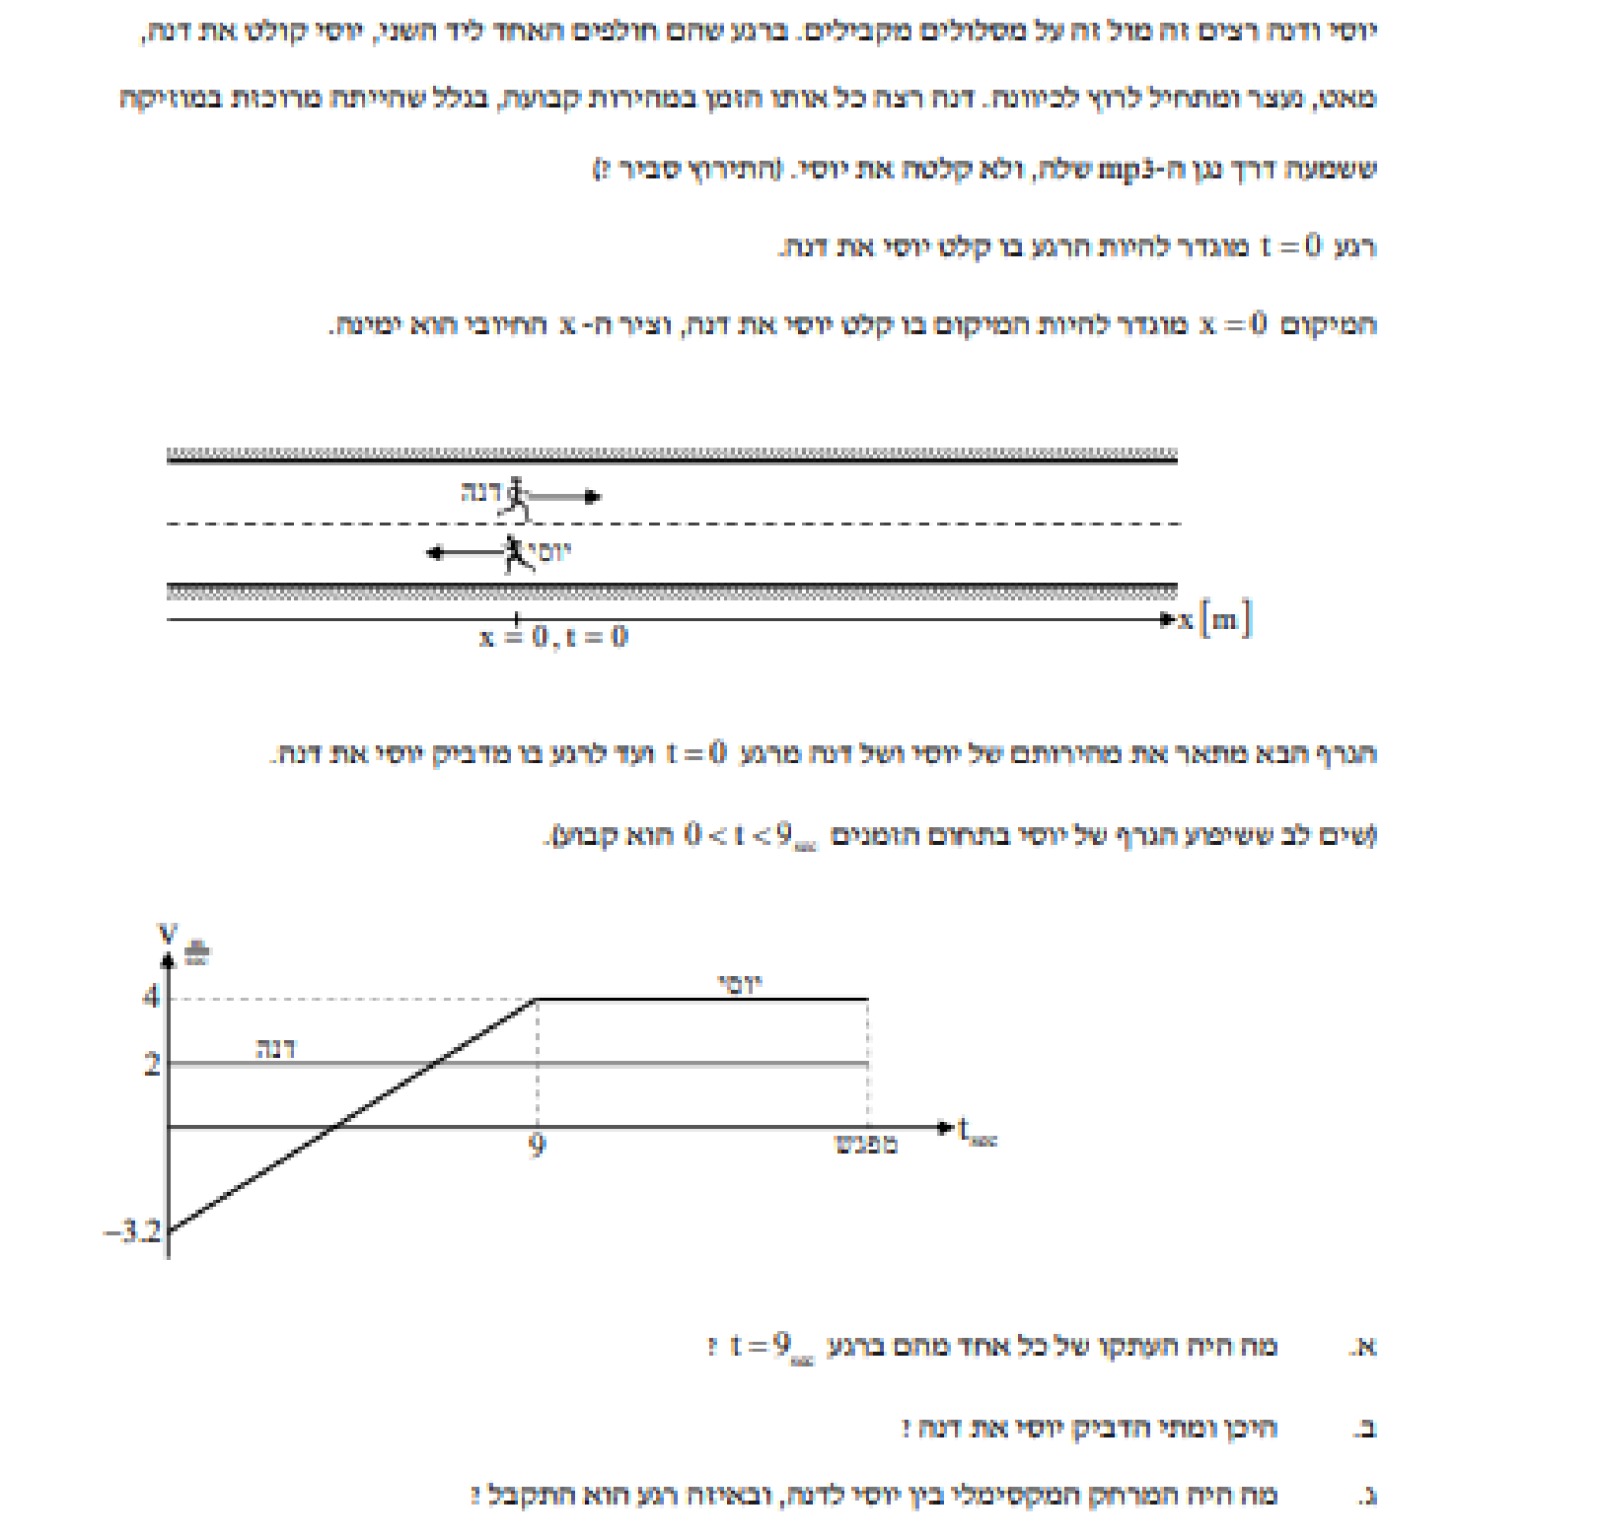 יוסי ודנה רצים זה מול זה על מסלולים מקבילים. ברגע שהם חולפים האחד ליד השני, יוסי קולט את דנה,
מאט, נעצר ומתחיל לרוץ לכיוונה. דנה רצה כל אותו הזמן במהירות קבועה, בגלל שהייתה מרוכזת במוזיקה
ששמעה דרך נגן ה-mp3 שלה, ולא קלטה את יוסי. (התירוץ סביר ?)
רגע t = 0 מוגדר להיות הרגע בו קלט יוסי את דנה.
המיקום x = 0 מוגדר להיות המיקום בו קלט יוסי את דנה, וציר ה- x החיובי הוא ימינה.
דנה
יוסי
x [m]
x = 0, t = 0
הגרף הבא מתאר את מהירותם של יוסי ושל דנה מרגע t = 0 ועד לרגע בו מדביק יוסי את דנה.
(שים לב ששיפוע הגרף של יוסי בתחום הזמנים 0 < t < 9 sec הוא קבוע).
V m/sec
4
יוסי
2
דנה
t sec
9
מפגש
−3.2
א. מה היה העתקו של כל אחד מהם ברגע t = 9 sec ?
ב. היכן ומתי הדביק יוסי את דנה ?
ג. מה היה המרחק המקסימלי בין יוסי לדנה, ובאיזה רגע הוא התקבל ?